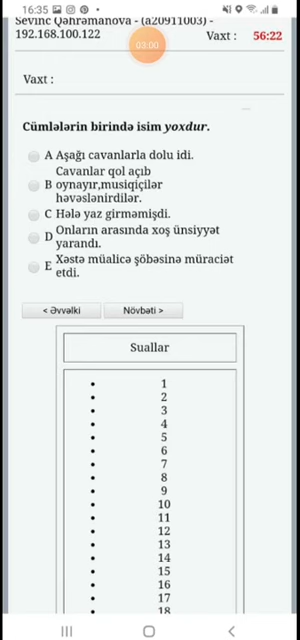 16:35
Sevinc Qəhrəmanova - (a20911003) -
192.168.100.122
Vaxt : 56:22
03:00
Vaxt :
Cümlələrin birində isim yoxdur.
A Aşağı cavanlarla dolu idi.
Cavanlar qol açıb
B oynayır,musiqiçilər
həvəslənirdilər.
C Hələ yaz girməmişdi.
D Onların arasında xoş ünsiyyət
yarandı.
E Xəstə müalicə şöbəsinə müraciət
etdi.
< Əvvəlki Növbəti >
Suallar
1
2
3
4
5
6
7
8
9
10
11
12
13
14
15
16
17
18